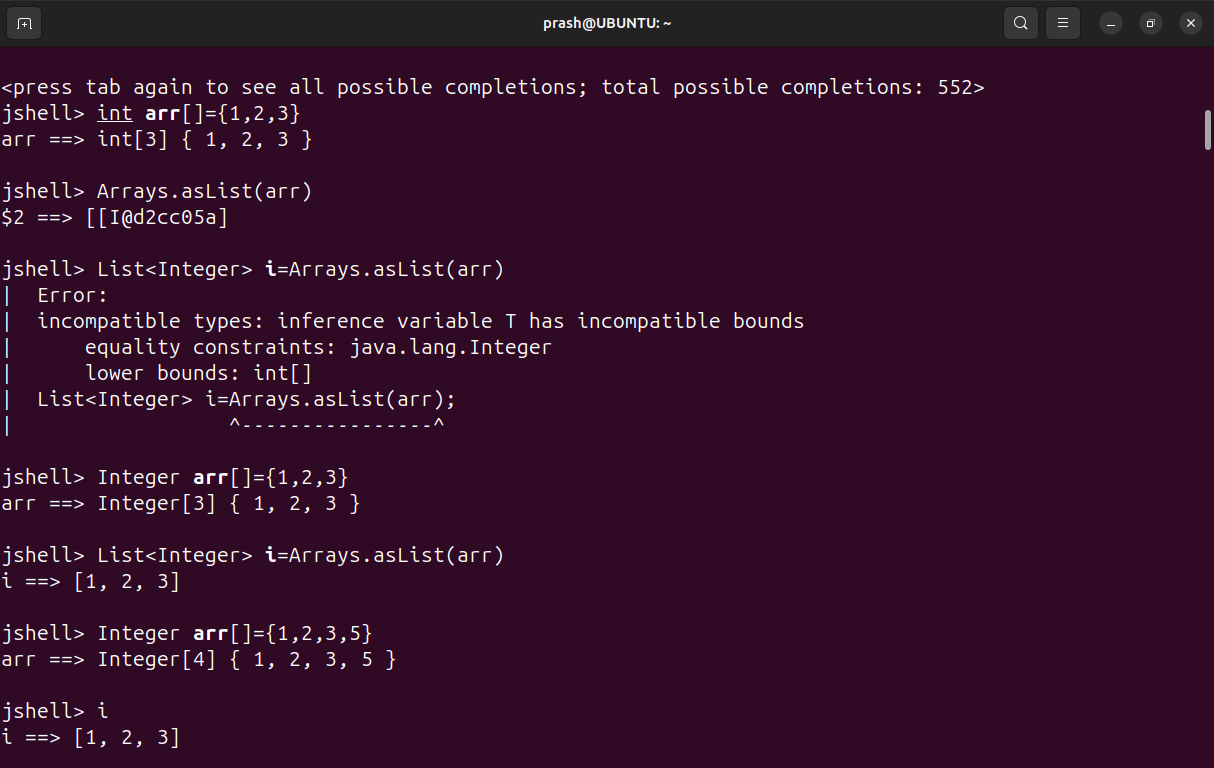 prash@UBUNTU: ~
<press tab again to see all possible completions; total possible completions: 552>
jshell> int arr[]={1,2,3}
arr ==> int[3] { 1, 2, 3 }
jshell> Arrays.asList(arr)
$2 ==> [[I@d2cc05a]
jshell> List<Integer> i=Arrays.asList(arr)
|  Error:
|  incompatible types: inference variable T has incompatible bounds
|      equality constraints: java.lang.Integer
|      lower bounds: int[]
|  List<Integer> i=Arrays.asList(arr);
|                  ^----------------^
jshell> Integer arr[]={1,2,3}
arr ==> Integer[3] { 1, 2, 3 }
jshell> List<Integer> i=Arrays.asList(arr)
i ==> [1, 2, 3]
jshell> Integer arr[]={1,2,3,5}
arr ==> Integer[4] { 1, 2, 3, 5 }
jshell> i
i ==> [1, 2, 3]